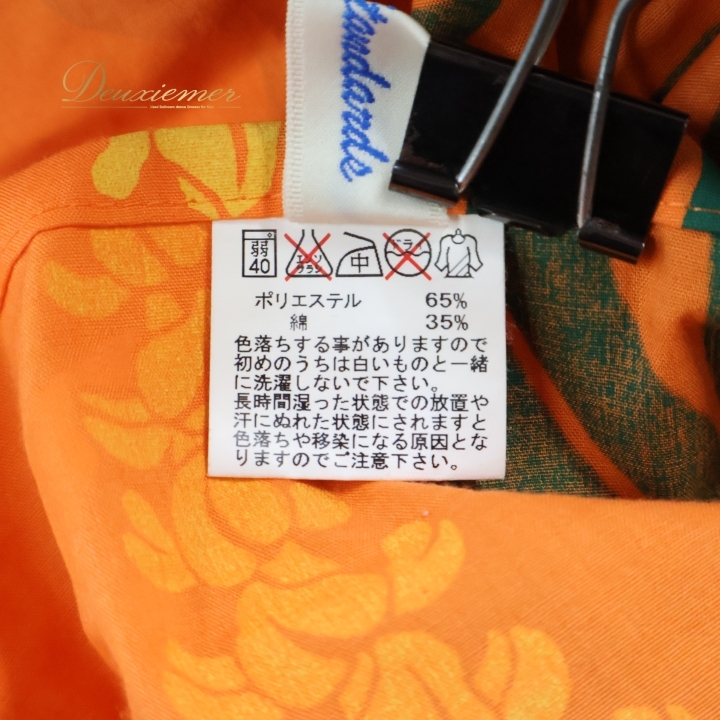 Deuxiemer
tandards
弱
40
エンソ
サラシ
中
ドライ
ポリエステル 65%
綿 35%
色落ちする事がありますので
初めのうちは白いものと一緒
に洗濯しないで下さい。
長時間湿った状態での放置や
汗にぬれた状態にされますと
色落ちや移染になる原因とな
りますのでご注意下さい。